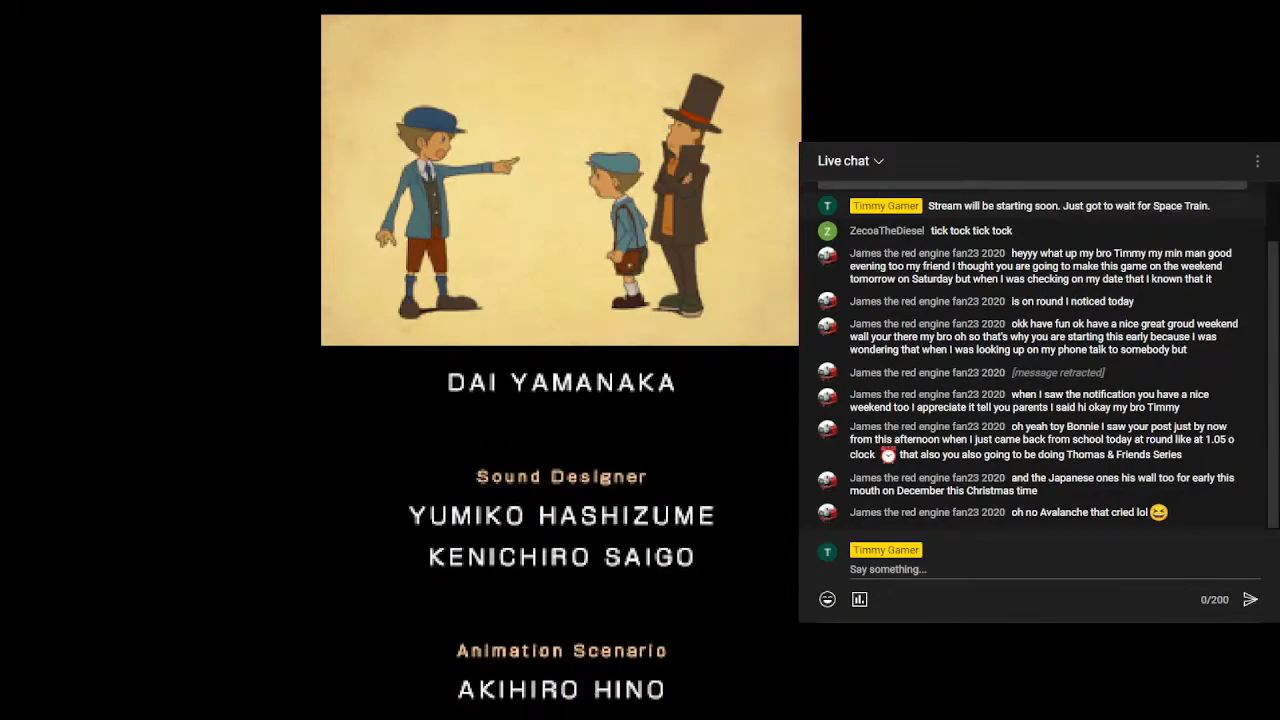 DAI YAMANAKA
Sound Designer
YUMIKO HASHIZUME
KENICHIRO SAIGO
Animation Scenario
AKIHIRO HINO
Live chat
T Timmy Gamer Stream will be starting soon. Just got to wait for Space Train.
Z ZecoaTheDiesel tick tock tick tock
James the red engine fan23 2020 heyyy what up my bro Timmy my min man good
evening too my friend I thought you are going to make this game on the weekend
tomorrow on Saturday but when I was checking on my date that I known that it
James the red engine fan23 2020 is on round I noticed today
James the red engine fan23 2020 okk have fun ok have a nice great groud weekend
wall your there my bro oh so that's why you are starting this early because I was
wondering that when I was looking up on my phone talk to somebody but
James the red engine fan23 2020 [message retracted]
James the red engine fan23 2020 when I saw the notification you have a nice
weekend too I appreciate it tell you parents I said hi okay my bro Timmy
James the red engine fan23 2020 oh yeah toy Bonnie I saw your post just by now
from this afternoon when I just came back from school today at round like at 1.05 o
clock ⏰ that also you also going to be doing Thomas & Friends Series
James the red engine fan23 2020 and the Japanese ones his wall too for early this
mouth on December this Christmas time
James the red engine fan23 2020 oh no Avalanche that cried lol 😆
T Timmy Gamer
Say something...
0/200